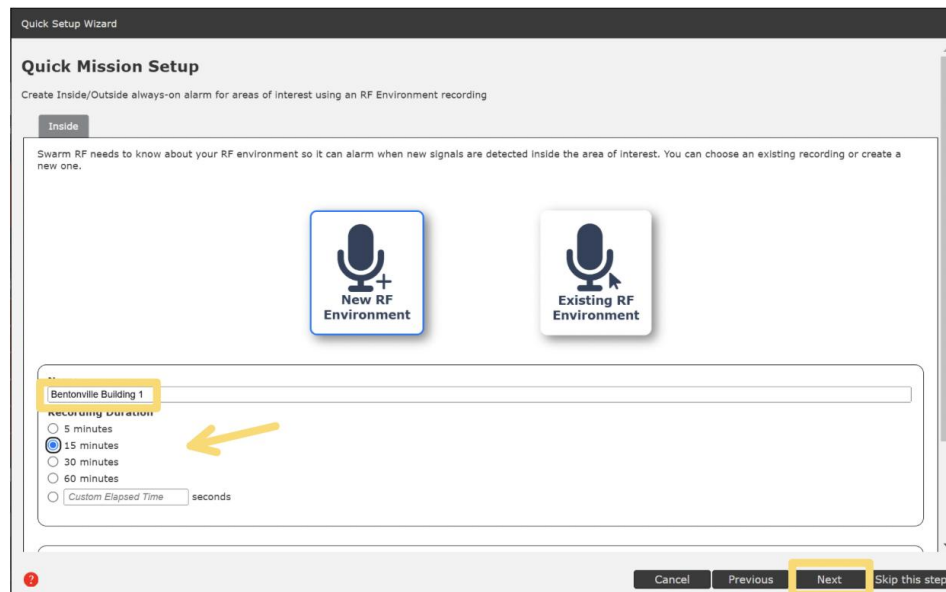 Quick Setup Wizard
Quick Mission Setup
Create Inside/Outside always-on alarm for areas of interest using an RF Environment recording
Inside
Swarm RF needs to know about your RF environment so it can alarm when new signals are detected inside the area of interest. You can choose an existing recording or create a
new one.
New RF
Environment
Existing RF
Environment
Bentonville Building 1
Recording Duration
5 minutes
15 minutes
30 minutes
60 minutes
Custom Elapsed Time seconds
?
Cancel
Previous
Next
Skip this step